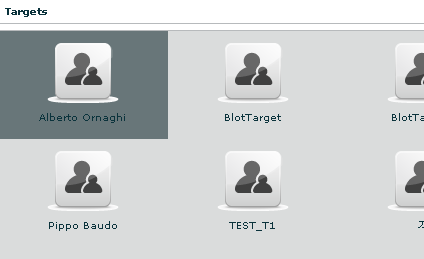 Targets
Alberto Ornaghi
BlotTarget
Pippo Baudo
TEST_T1